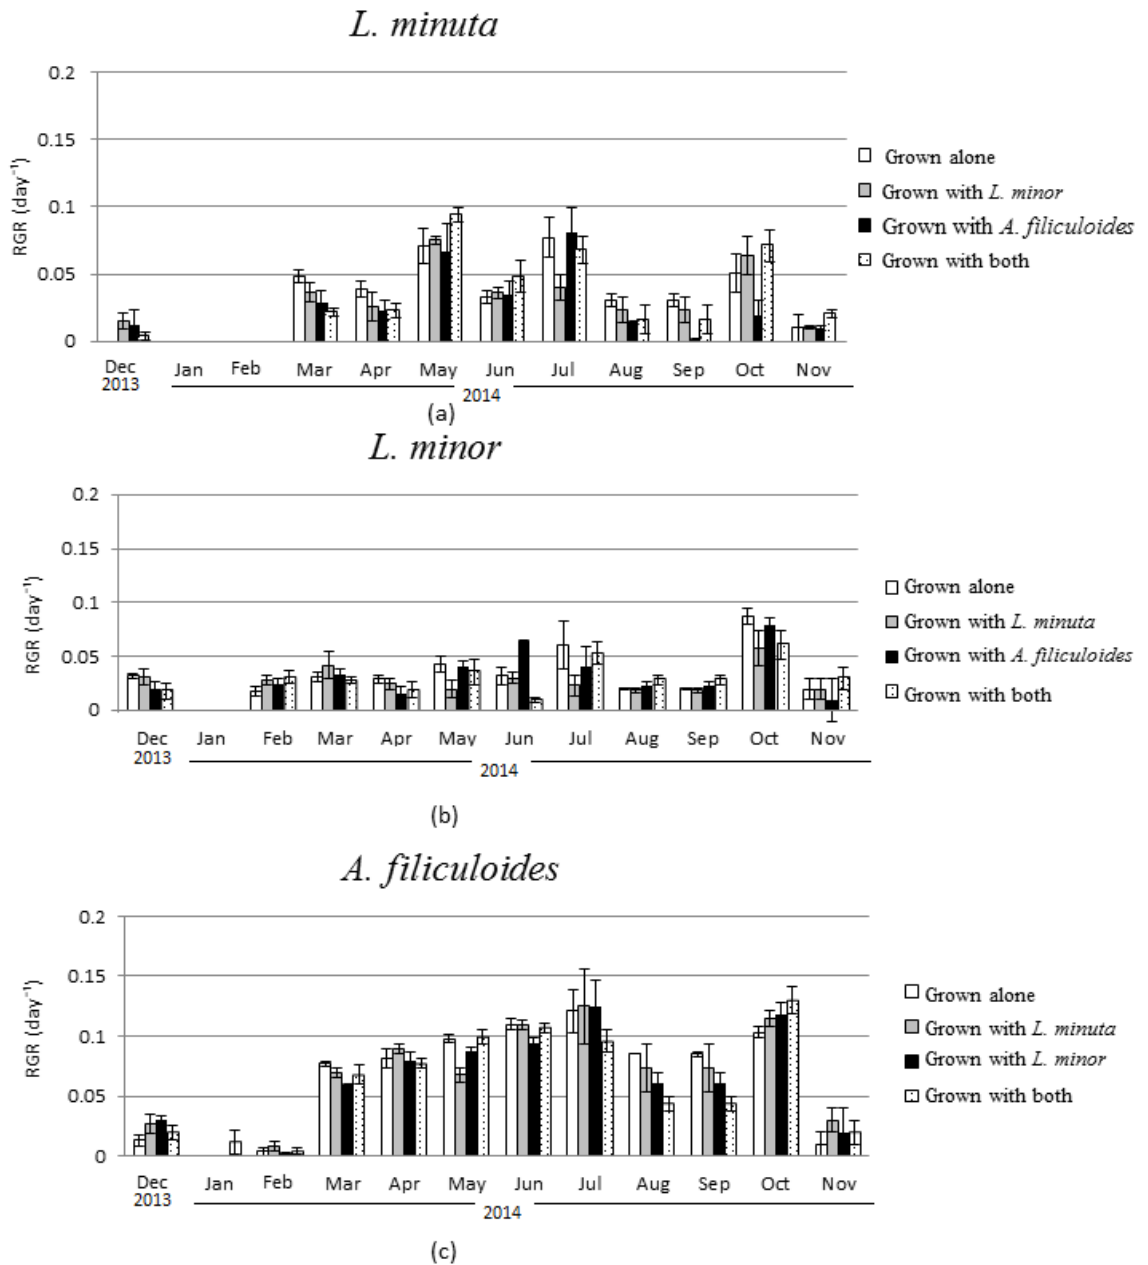 L. minuta
0.2
0.15
0.1
0.05
0
RGR (day⁻¹)
Dec Jan Feb Mar Apr May Jun Jul Aug Sep Oct Nov
2013
2014
Grown alone
Grown with L. minor
Grown with A. filiculoides
Grown with both
(a)
L. minor
0.2
0.15
0.1
0.05
0
RGR (day⁻¹)
Dec Jan Feb Mar Apr May Jun Jul Aug Sep Oct Nov
2013
2014
Grown alone
Grown with L. minuta
Grown with A. filiculoides
Grown with both
(b)
A. filiculoides
0.2
0.15
0.1
0.05
0
RGR (day⁻¹)
Dec Jan Feb Mar Apr May Jun Jul Aug Sep Oct Nov
2013
2014
Grown alone
Grown with L. minuta
Grown with L. minor
Grown with both
(c)